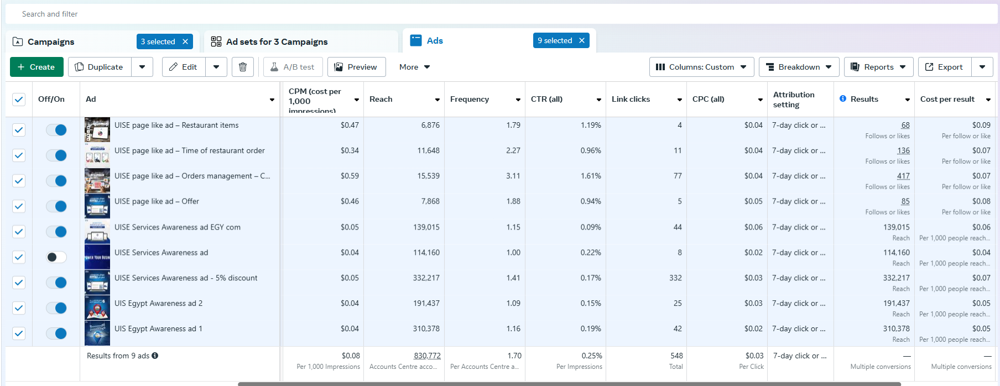 Search and filter
Campaigns
3 selected
Ad sets for 3 Campaigns
Ads
9 selected
Create
Duplicate
Edit
A/B test
Preview
More
Columns: Custom
Breakdown
Reports
Export
Off/On
Ad
CPM (cost per
1,000
impressions)
Reach
Frequency
CTR (all)
Link clicks
CPC (all)
Attribution
setting
Results
Cost per result
UISE page like ad – Restaurant items $0.47 6,876 1.79 1.19% 4 $0.04 7-day click or ... 68 $0.09
Follows or likes Per follow or like
UISE page like ad – Time of restaurant order $0.34 11,648 2.27 0.96% 11 $0.04 7-day click or ... 136 $0.07
Follows or likes Per follow or like
UISE page like ad – Orders management – C... $0.59 15,539 3.11 1.61% 77 $0.04 7-day click or ... 417 $0.07
Follows or likes Per follow or like
UISE page like ad – Offer $0.46 7,868 1.88 0.94% 5 $0.05 7-day click or ... 85 $0.08
Follows or likes Per follow or like
UISE Services Awareness ad EGY com $0.05 139,015 1.15 0.09% 44 $0.06 7-day click or ... 139,015 $0.06
Reach Per 1,000 people reach...
POWER YOUR BUSIN
UISE Services Awareness ad $0.04 114,160 1.00 0.22% 8 $0.02 7-day click or ... 114,160 $0.04
Reach Per 1,000 people reach...
UISE Services Awareness ad - 5% discount $0.05 332,217 1.41 0.17% 332 $0.03 7-day click or ... 332,217 $0.07
Reach Per 1,000 people reach...
UIS Egypt Awareness ad 2 $0.04 191,437 1.09 0.15% 25 $0.03 7-day click or ... 191,437 $0.05
Reach Per 1,000 people reach...
UIS Egypt Awareness ad 1 $0.04 310,378 1.16 0.19% 42 $0.02 7-day click or ... 310,378 $0.05
Reach Per 1,000 people reach...
Results from 9 ads $0.08 830,772 1.70 0.25% 548 $0.03 7-day click or ... — —
Per 1,000 Impressions Accounts Centre acco... Per Accounts Centre a... Per Impressions Total Per Click Multiple conversions Multiple conversions